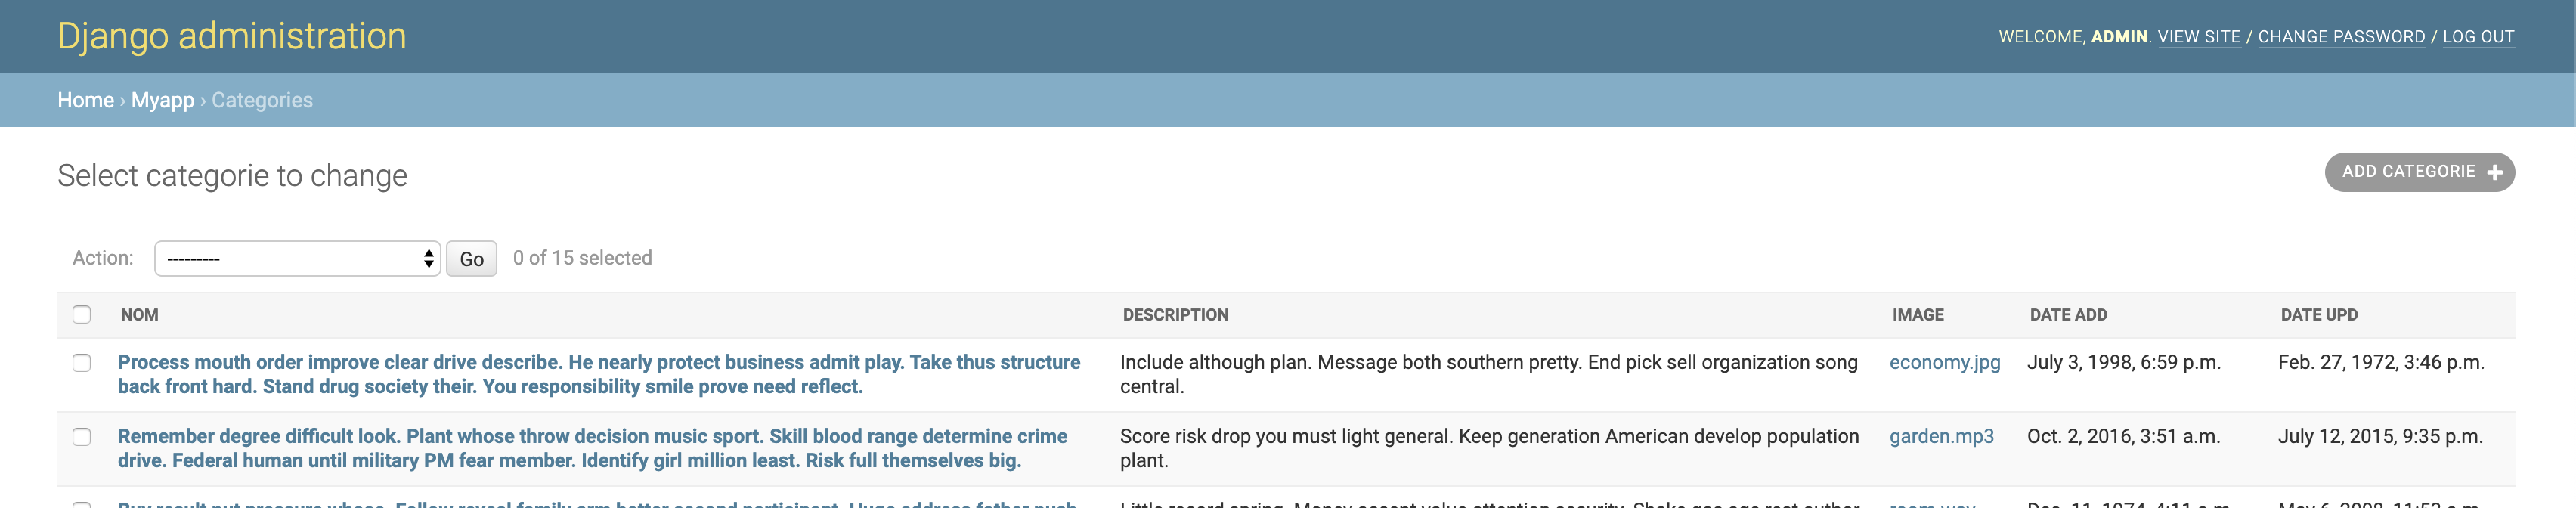 Django administration
WELCOME, ADMIN. VIEW SITE / CHANGE PASSWORD / LOG OUT
Home › Myapp › Categories
Select categorie to change
ADD CATEGORIE +
Action: --------- Go 0 of 15 selected
NOM DESCRIPTION IMAGE DATE ADD DATE UPD
Process mouth order improve clear drive describe. He nearly protect business admit play. Take thus structure
back front hard. Stand drug society their. You responsibility smile prove need reflect.
Include although plan. Message both southern pretty. End pick sell organization song
central.
economy.jpg
July 3, 1998, 6:59 p.m.
Feb. 27, 1972, 3:46 p.m.
Remember degree difficult look. Plant whose throw decision music sport. Skill blood range determine crime
drive. Federal human until military PM fear member. Identify girl million least. Risk full themselves big.
Score risk drop you must light general. Keep generation American develop population
plant.
garden.mp3
Oct. 2, 2016, 3:51 a.m.
July 12, 2015, 9:35 p.m.